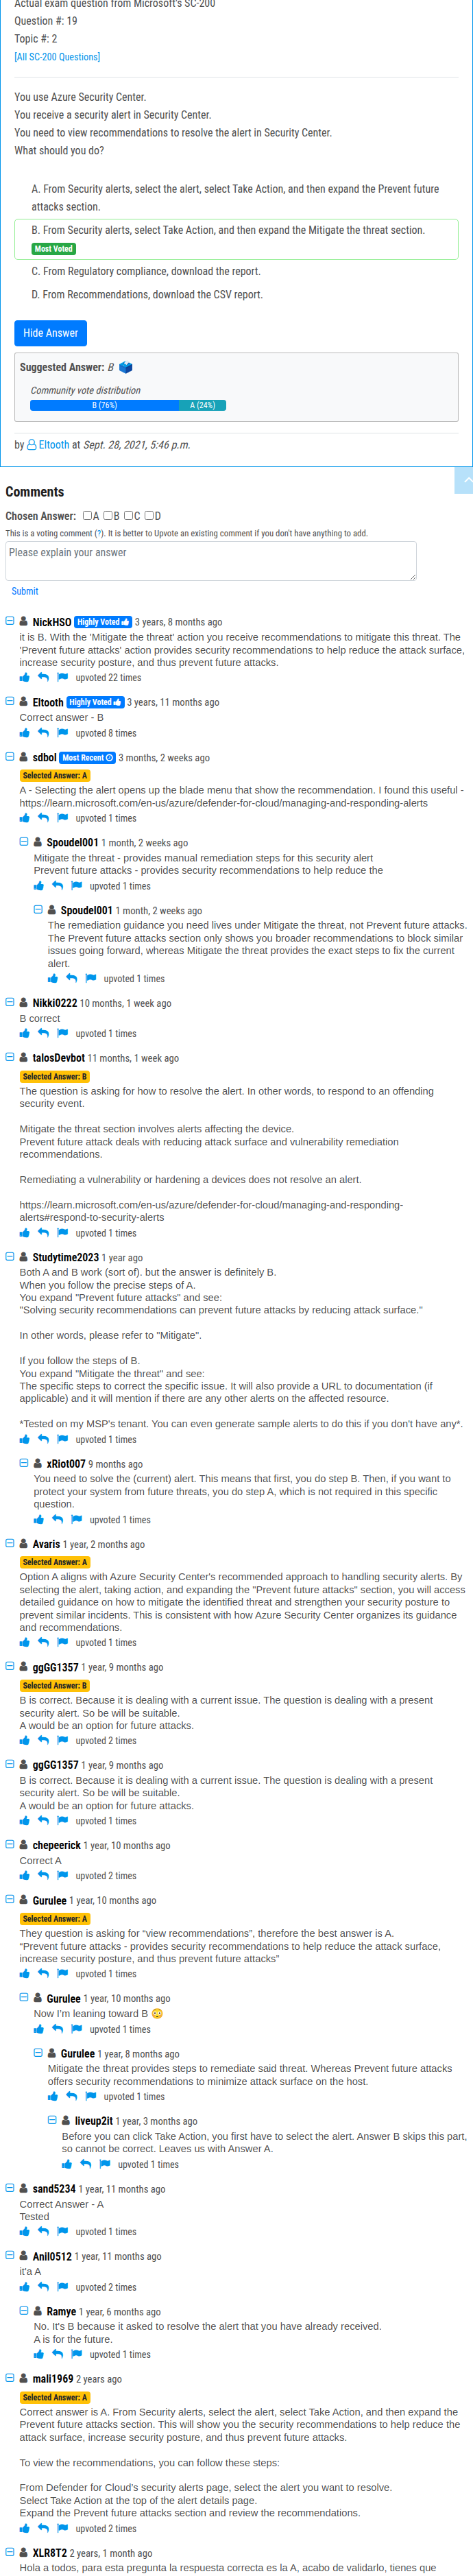 Actual exam question from Microsoft's SC-200
Question #: 19
Topic #: 2
[All SC-200 Questions]
You use Azure Security Center.
You receive a security alert in Security Center.
You need to view recommendations to resolve the alert in Security Center.
What should you do?
A. From Security alerts, select the alert, select Take Action, and then expand the Prevent future
attacks section.
B. From Security alerts, select Take Action, and then expand the Mitigate the threat section.
Most Voted
C. From Regulatory compliance, download the report.
D. From Recommendations, download the CSV report.
Hide Answer
Suggested Answer: B
Community vote distribution
B (76%) A (24%)
by Eltooth at Sept. 28, 2021, 5:46 p.m.
Comments
Chosen Answer: A B C D
This is a voting comment (?). It is better to Upvote an existing comment if you don't have anything to add.
Please explain your answer
Submit
NickHSO Highly Voted 3 years, 8 months ago
it is B. With the 'Mitigate the threat' action you receive recommendations to mitigate this threat. The
'Prevent future attacks' action provides security recommendations to help reduce the attack surface,
increase security posture, and thus prevent future attacks.
upvoted 22 times
Eltooth Highly Voted 3 years, 11 months ago
Correct answer - B
upvoted 8 times
sdbol Most Recent 3 months, 2 weeks ago
Selected Answer: A
A - Selecting the alert opens up the blade menu that show the recommendation. I found this useful -
https://learn.microsoft.com/en-us/azure/defender-for-cloud/managing-and-responding-alerts
upvoted 1 times
Spoudel001 1 month, 2 weeks ago
Mitigate the threat - provides manual remediation steps for this security alert
Prevent future attacks - provides security recommendations to help reduce the
upvoted 1 times
Spoudel001 1 month, 2 weeks ago
The remediation guidance you need lives under Mitigate the threat, not Prevent future attacks.
The Prevent future attacks section only shows you broader recommendations to block similar
issues going forward, whereas Mitigate the threat provides the exact steps to fix the current
alert.
upvoted 1 times
Nikki0222 10 months, 1 week ago
B correct
upvoted 1 times
talosDevbot 11 months, 1 week ago
Selected Answer: B
The question is asking for how to resolve the alert. In other words, to respond to an offending
security event.
Mitigate the threat section involves alerts affecting the device.
Prevent future attack deals with reducing attack surface and vulnerability remediation
recommendations.
Remediating a vulnerability or hardening a devices does not resolve an alert.
https://learn.microsoft.com/en-us/azure/defender-for-cloud/managing-and-responding-
alerts#respond-to-security-alerts
upvoted 1 times
Studytime2023 1 year ago
Both A and B work (sort of). but the answer is definitely B.
When you follow the precise steps of A.
You expand "Prevent future attacks" and see:
"Solving security recommendations can prevent future attacks by reducing attack surface."
In other words, please refer to "Mitigate".
If you follow the steps of B.
You expand "Mitigate the threat" and see:
The specific steps to correct the specific issue. It will also provide a URL to documentation (if
applicable) and it will mention if there are any other alerts on the affected resource.
*Tested on my MSP's tenant. You can even generate sample alerts to do this if you don't have any*.
upvoted 1 times
xRiot007 9 months ago
You need to solve the (current) alert. This means that first, you do step B. Then, if you want to
protect your system from future threats, you do step A, which is not required in this specific
question.
upvoted 1 times
Avaris 1 year, 2 months ago
Selected Answer: A
Option A aligns with Azure Security Center's recommended approach to handling security alerts. By
selecting the alert, taking action, and expanding the "Prevent future attacks" section, you will access
detailed guidance on how to mitigate the identified threat and strengthen your security posture to
prevent similar incidents. This is consistent with how Azure Security Center organizes its guidance
and recommendations.
upvoted 1 times
ggGG1357 1 year, 9 months ago
Selected Answer: B
B is correct. Because it is dealing with a current issue. The question is dealing with a present
security alert. So be will be suitable.
A would be an option for future attacks.
upvoted 2 times
ggGG1357 1 year, 9 months ago
B is correct. Because it is dealing with a current issue. The question is dealing with a present
security alert. So be will be suitable.
A would be an option for future attacks.
upvoted 1 times
chepeerick 1 year, 10 months ago
Correct A
upvoted 2 times
Gurulee 1 year, 10 months ago
Selected Answer: A
They question is asking for “view recommendations”, therefore the best answer is A.
“Prevent future attacks - provides security recommendations to help reduce the attack surface,
increase security posture, and thus prevent future attacks”
upvoted 1 times
Gurulee 1 year, 10 months ago
Now I’m leaning toward B 😳
upvoted 1 times
Gurulee 1 year, 8 months ago
Mitigate the threat provides steps to remediate said threat. Whereas Prevent future attacks
offers security recommendations to minimize attack surface on the host.
upvoted 1 times
liveup2it 1 year, 3 months ago
Before you can click Take Action, you first have to select the alert. Answer B skips this part,
so cannot be correct. Leaves us with Answer A.
upvoted 1 times
sand5234 1 year, 11 months ago
Correct Answer - A
Tested
upvoted 1 times
Anil0512 1 year, 11 months ago
it'a A
upvoted 2 times
Ramye 1 year, 6 months ago
No. It's B because it asked to resolve the alert that you have already received.
A is for the future.
upvoted 1 times
mali1969 2 years ago
Selected Answer: A
Correct answer is A. From Security alerts, select the alert, select Take Action, and then expand the
Prevent future attacks section. This will show you the security recommendations to help reduce the
attack surface, increase security posture, and thus prevent future attacks.
To view the recommendations, you can follow these steps:
From Defender for Cloud's security alerts page, select the alert you want to resolve.
Select Take Action at the top of the alert details page.
Expand the Prevent future attacks section and review the recommendations.
upvoted 2 times
XLR8T2 2 years, 1 month ago
Hola a todos, para esta pregunta la respuesta correcta es la A, acabo de validarlo, tienes que